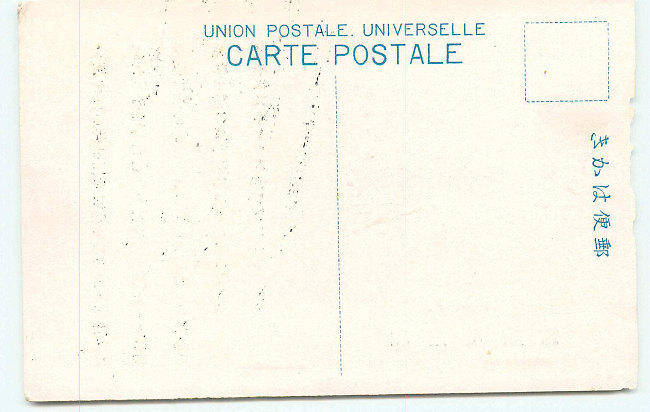 UNION POSTALE. UNIVERSELLE
CARTE POSTALE
郵便はかき